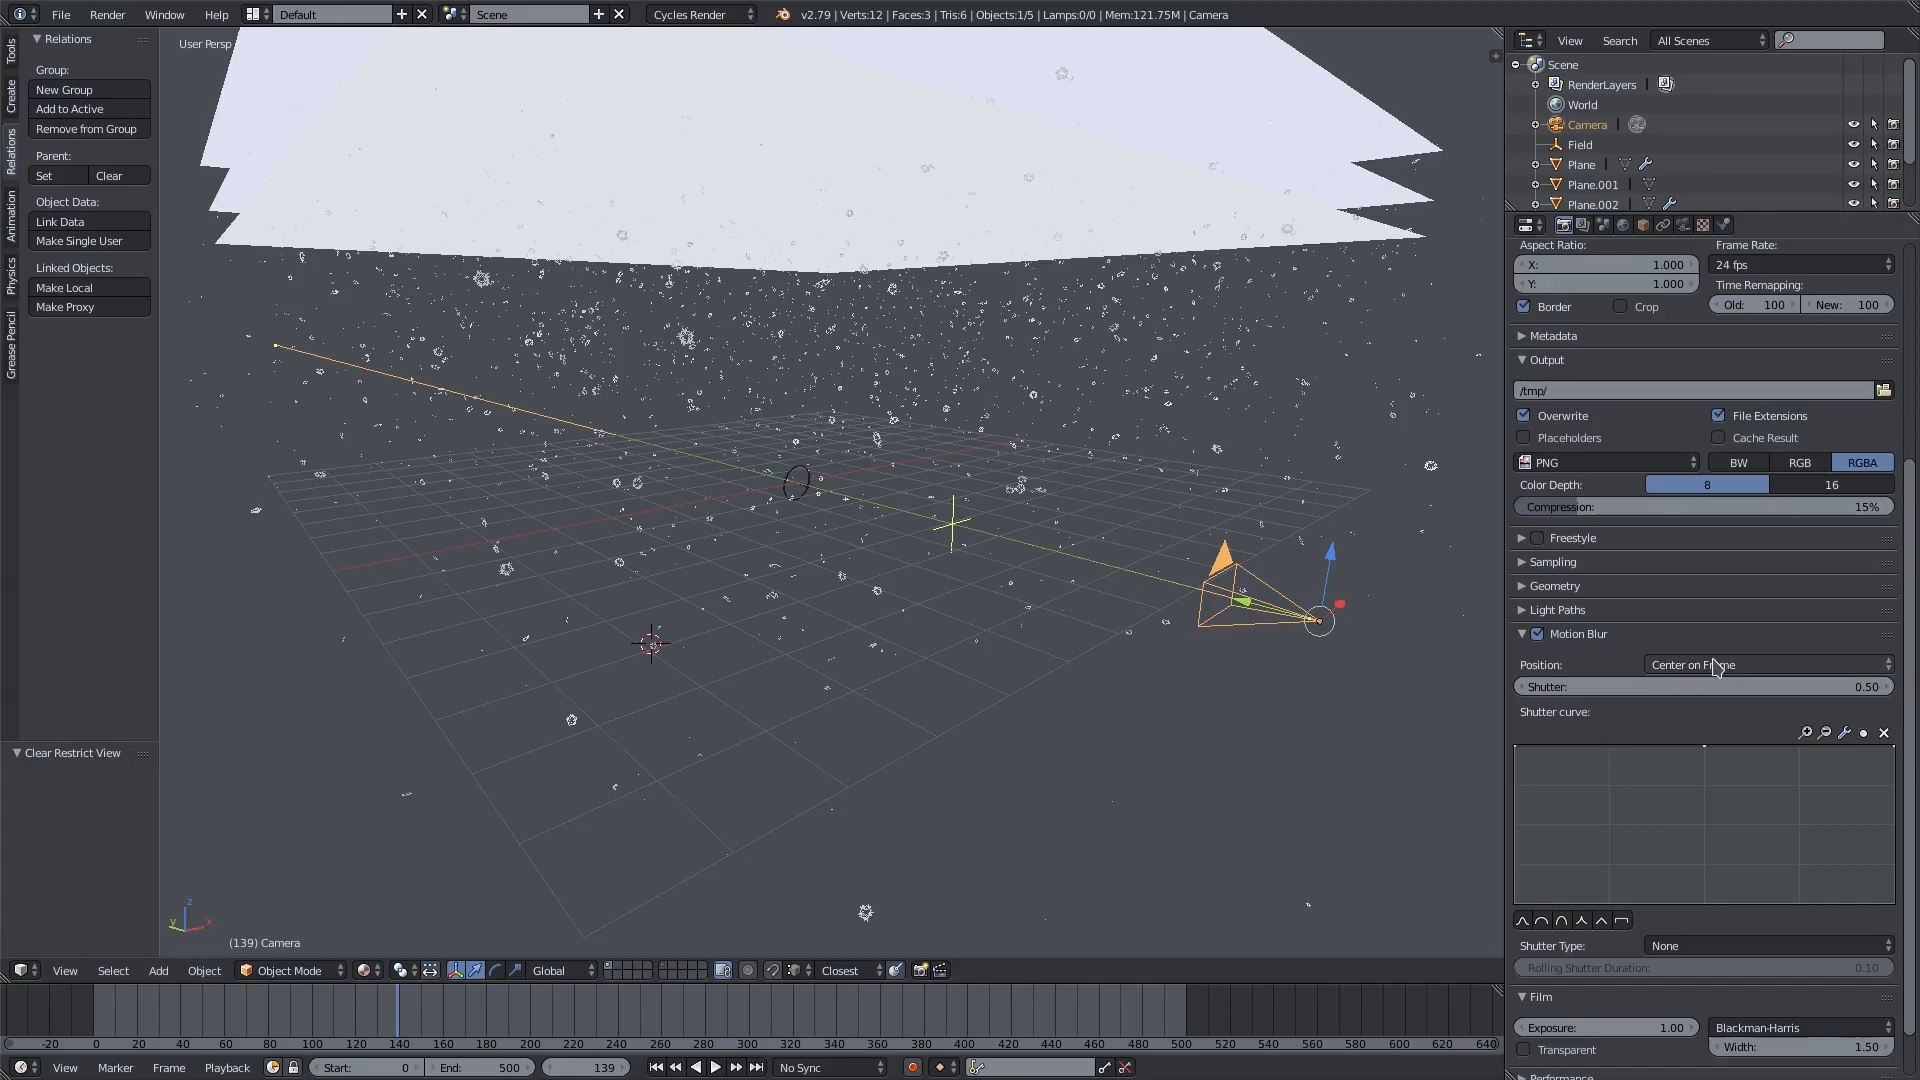 File Render Window Help Default Scene Cycles Render v2.79 | Verts:12 | Faces:3 | Tris:6 | Objects:1/5 | Lamps:0/0 | Mem:121.75M | Camera
Tools
Create
Relations
Animation
Physics
Grease Pencil
Relations
Group:
New Group
Add to Active
Remove from Group
Parent:
Set Clear
Object Data:
Link Data
Make Single User
Linked Objects:
Make Local
Make Proxy
Clear Restrict View
User Persp
z
y x
(139) Camera
View Select Add Object Object Mode Global Closest
-20 0 20 40 60 80 100 120 140 160 180 200 220 240 260 280 300 320 340 360 380 400 420 440 460 480 500 520 540 560 580 600 620 640
View Marker Frame Playback Start: 0 End: 500 139 No Sync
View Search All Scenes
Scene
RenderLayers |
World
Camera |
Field
Plane |
Plane.001 |
Plane.002 |
Aspect Ratio: Frame Rate:
X: 1.000 24 fps
Y: 1.000 Time Remapping:
Border Crop Old: 100 New: 100
Metadata
Output
/tmp/
Overwrite File Extensions
Placeholders Cache Result
PNG BW RGB RGBA
Color Depth: 8 16
Compression: 15%
Freestyle
Sampling
Geometry
Light Paths
Motion Blur
Position: Center on Frame
Shutter: 0.50
Shutter curve:
Shutter Type: None
Rolling Shutter Duration: 0.10
Film
Exposure: 1.00 Blackman-Harris
Transparent Width: 1.50
Performance